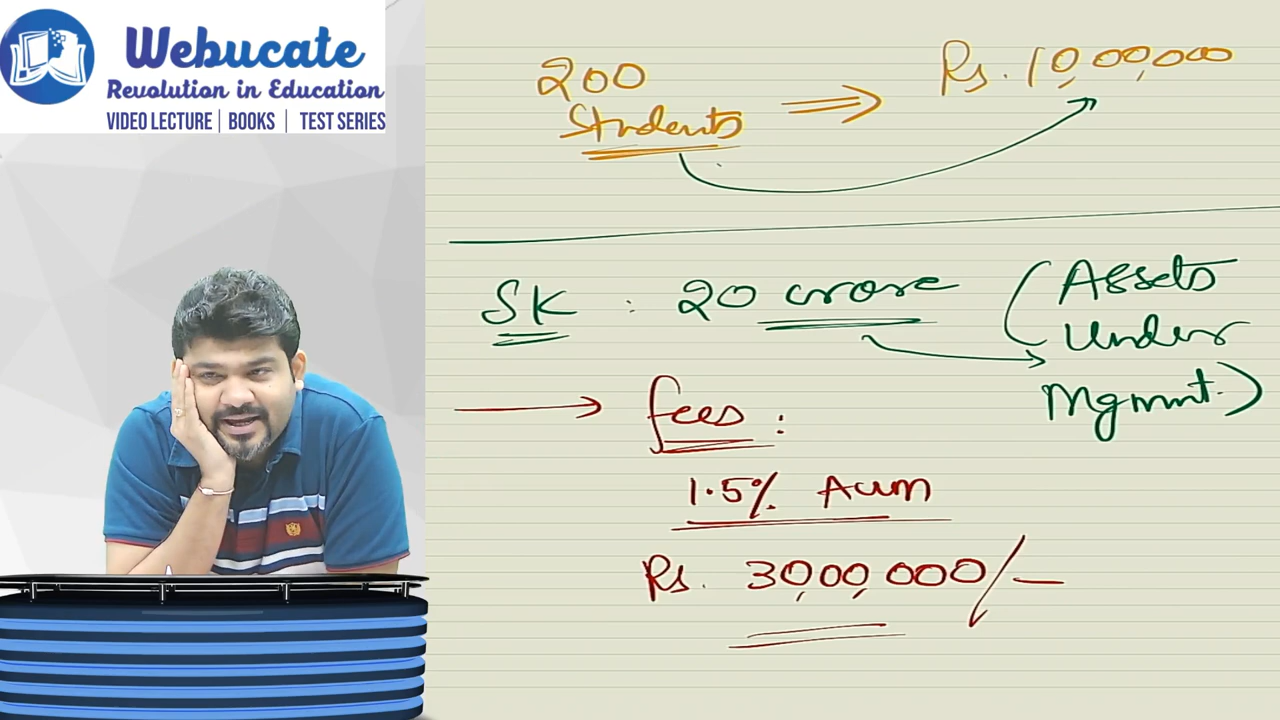 Webucate
Revolution in Education
VIDEO LECTURE | BOOKS | TEST SERIES
200
Students
Rs. 10,00,000
SK : 20 crore (Assets
Under
Mgmnt.)
fees :
1.5% AUM
Rs. 30,00,000/-